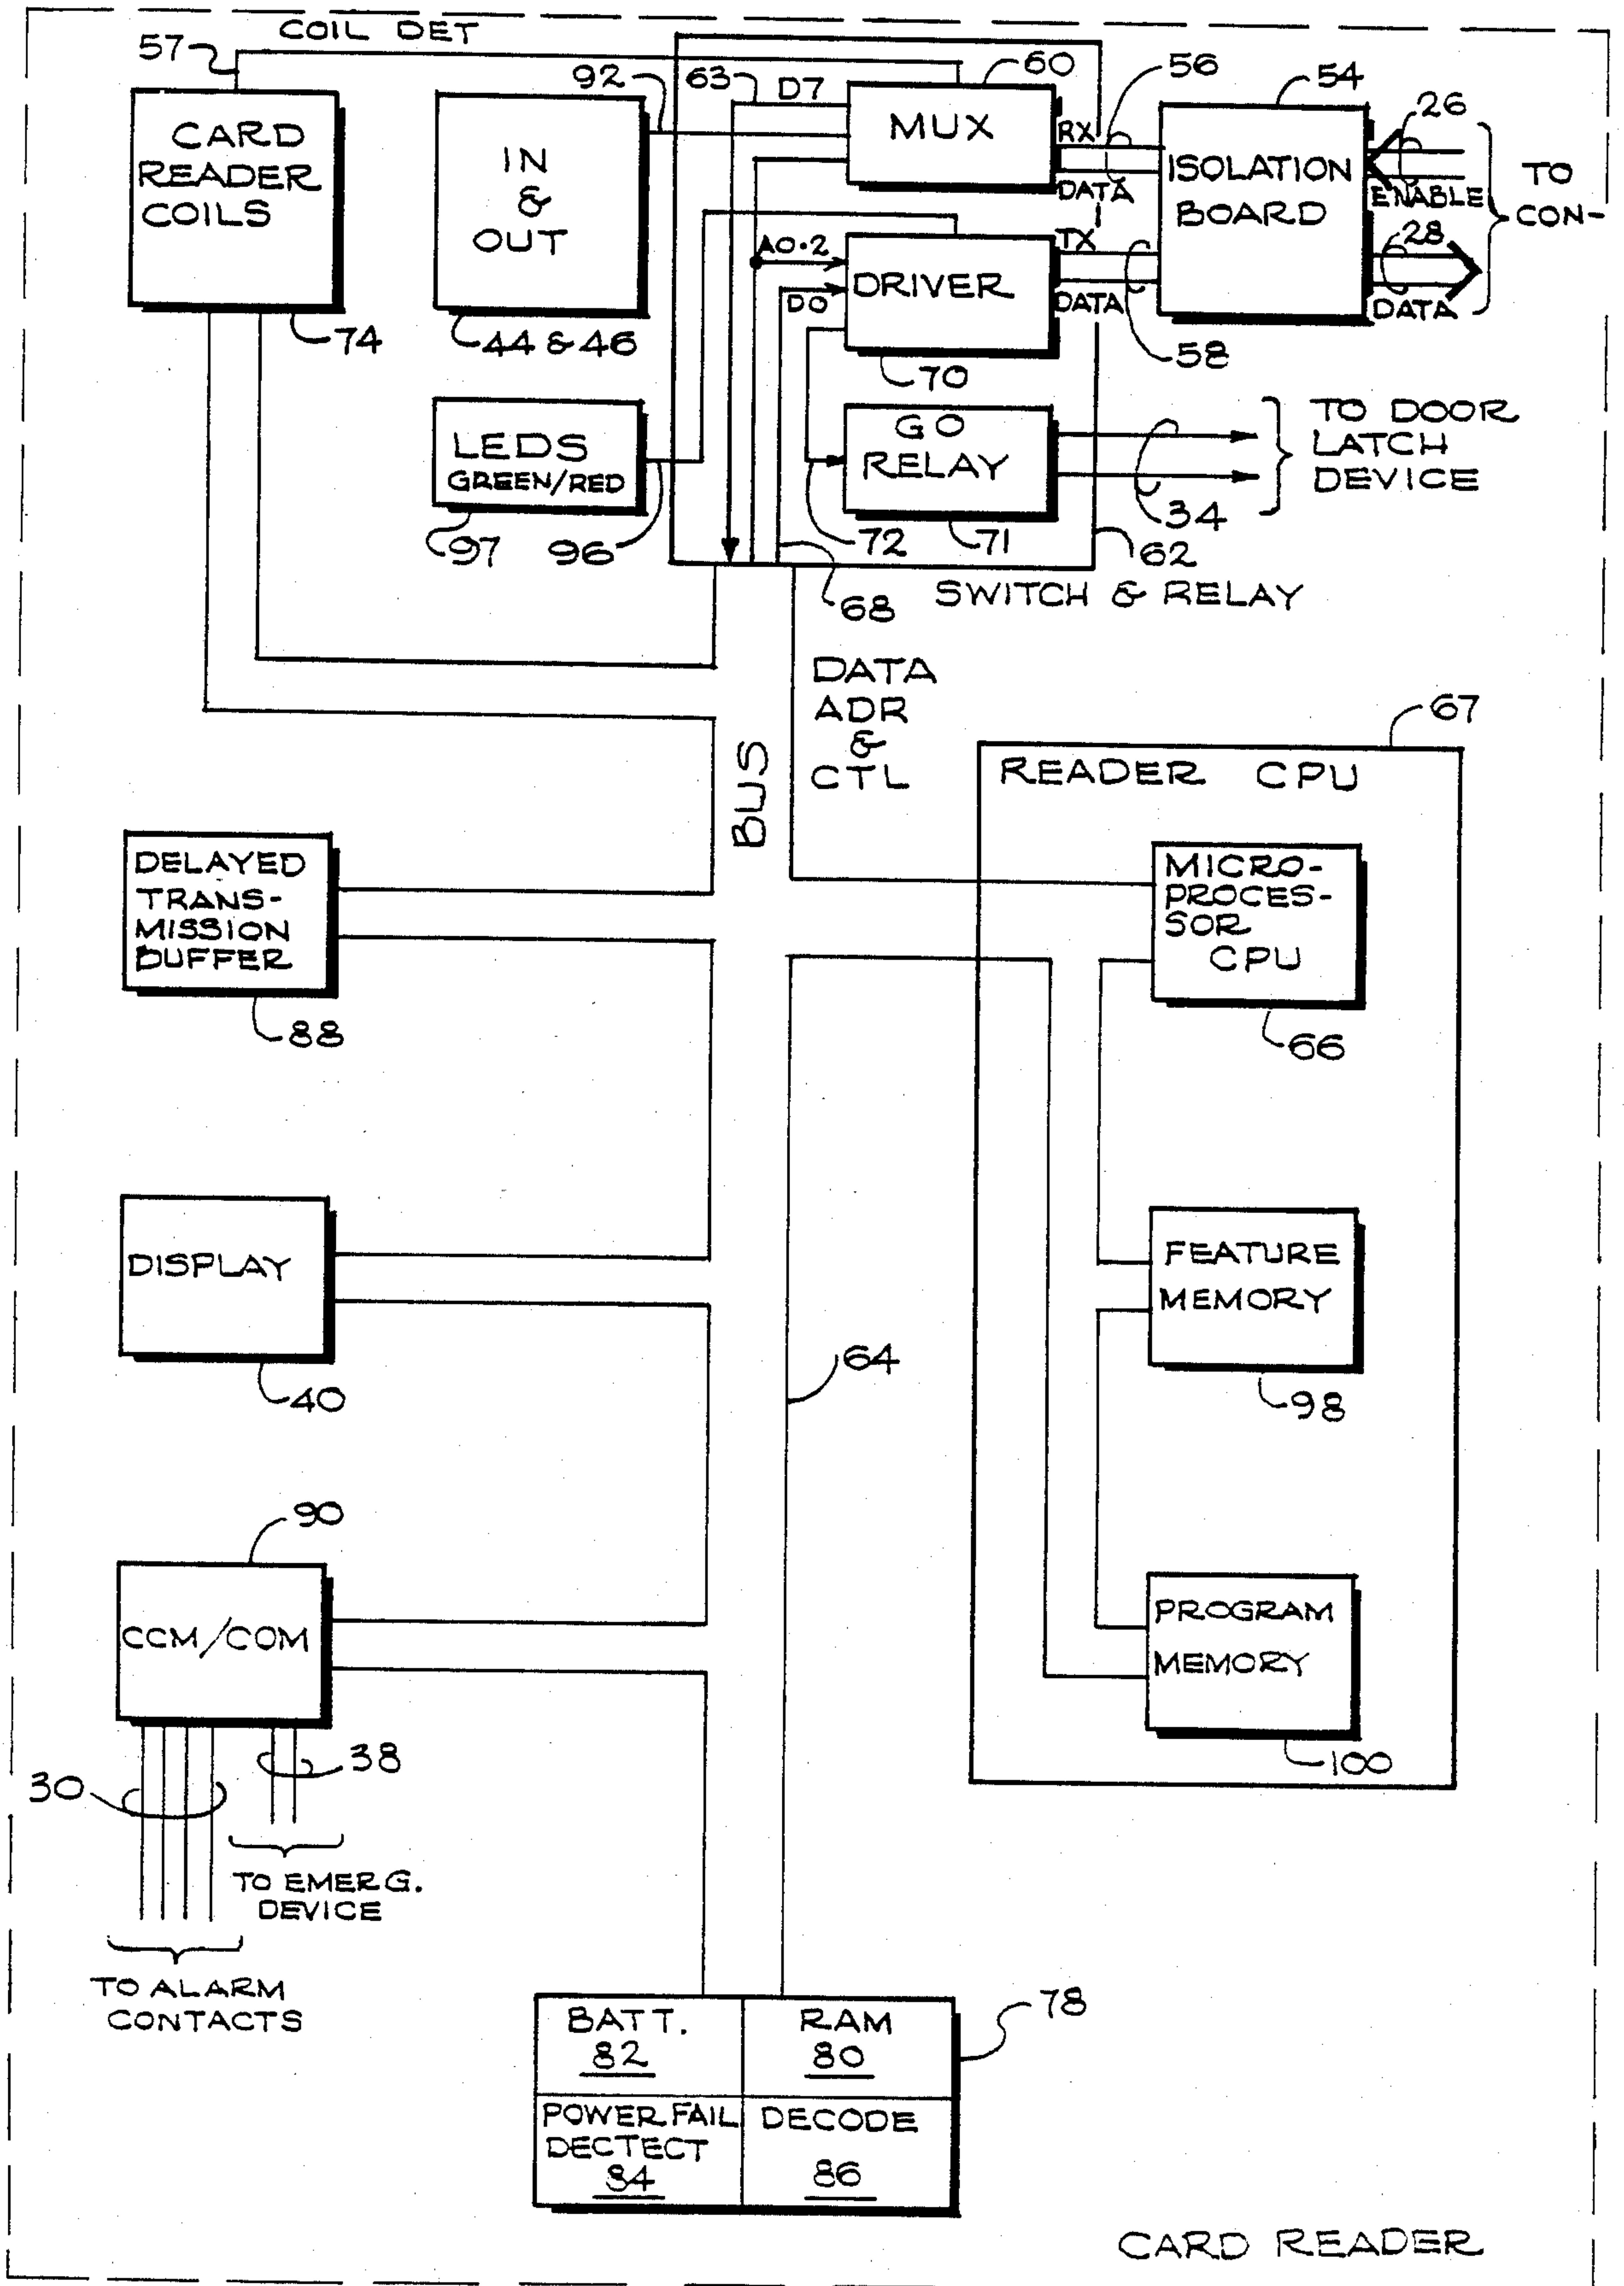 COIL DET
57
CARD
READER
COILS
74
92
IN
&
OUT
44 & 46
LEDS
GREEN/RED
97
96
63
D7
60
MUX
RX
DATA
56
54
ISOLATION
BOARD
26
ENABLE
28
DATA
TO
CON-
A0·2
D0
DRIVER
TX
DATA
58
70
GO
RELAY
72
71
34
TO DOOR
LATCH
DEVICE
62
68
SWITCH & RELAY
DATA
ADR
&
CTL
BUS
67
READER CPU
MICRO-
PROCES-
SOR
CPU
66
DELAYED
TRANS-
MISSION
BUFFER
88
DISPLAY
40
64
FEATURE
MEMORY
98
90
CCM/COM
30
38
TO EMERG.
DEVICE
TO ALARM
CONTACTS
PROGRAM
MEMORY
100
78
BATT.
82
RAM
80
POWER FAIL
DECTECT
84
DECODE
86
CARD READER